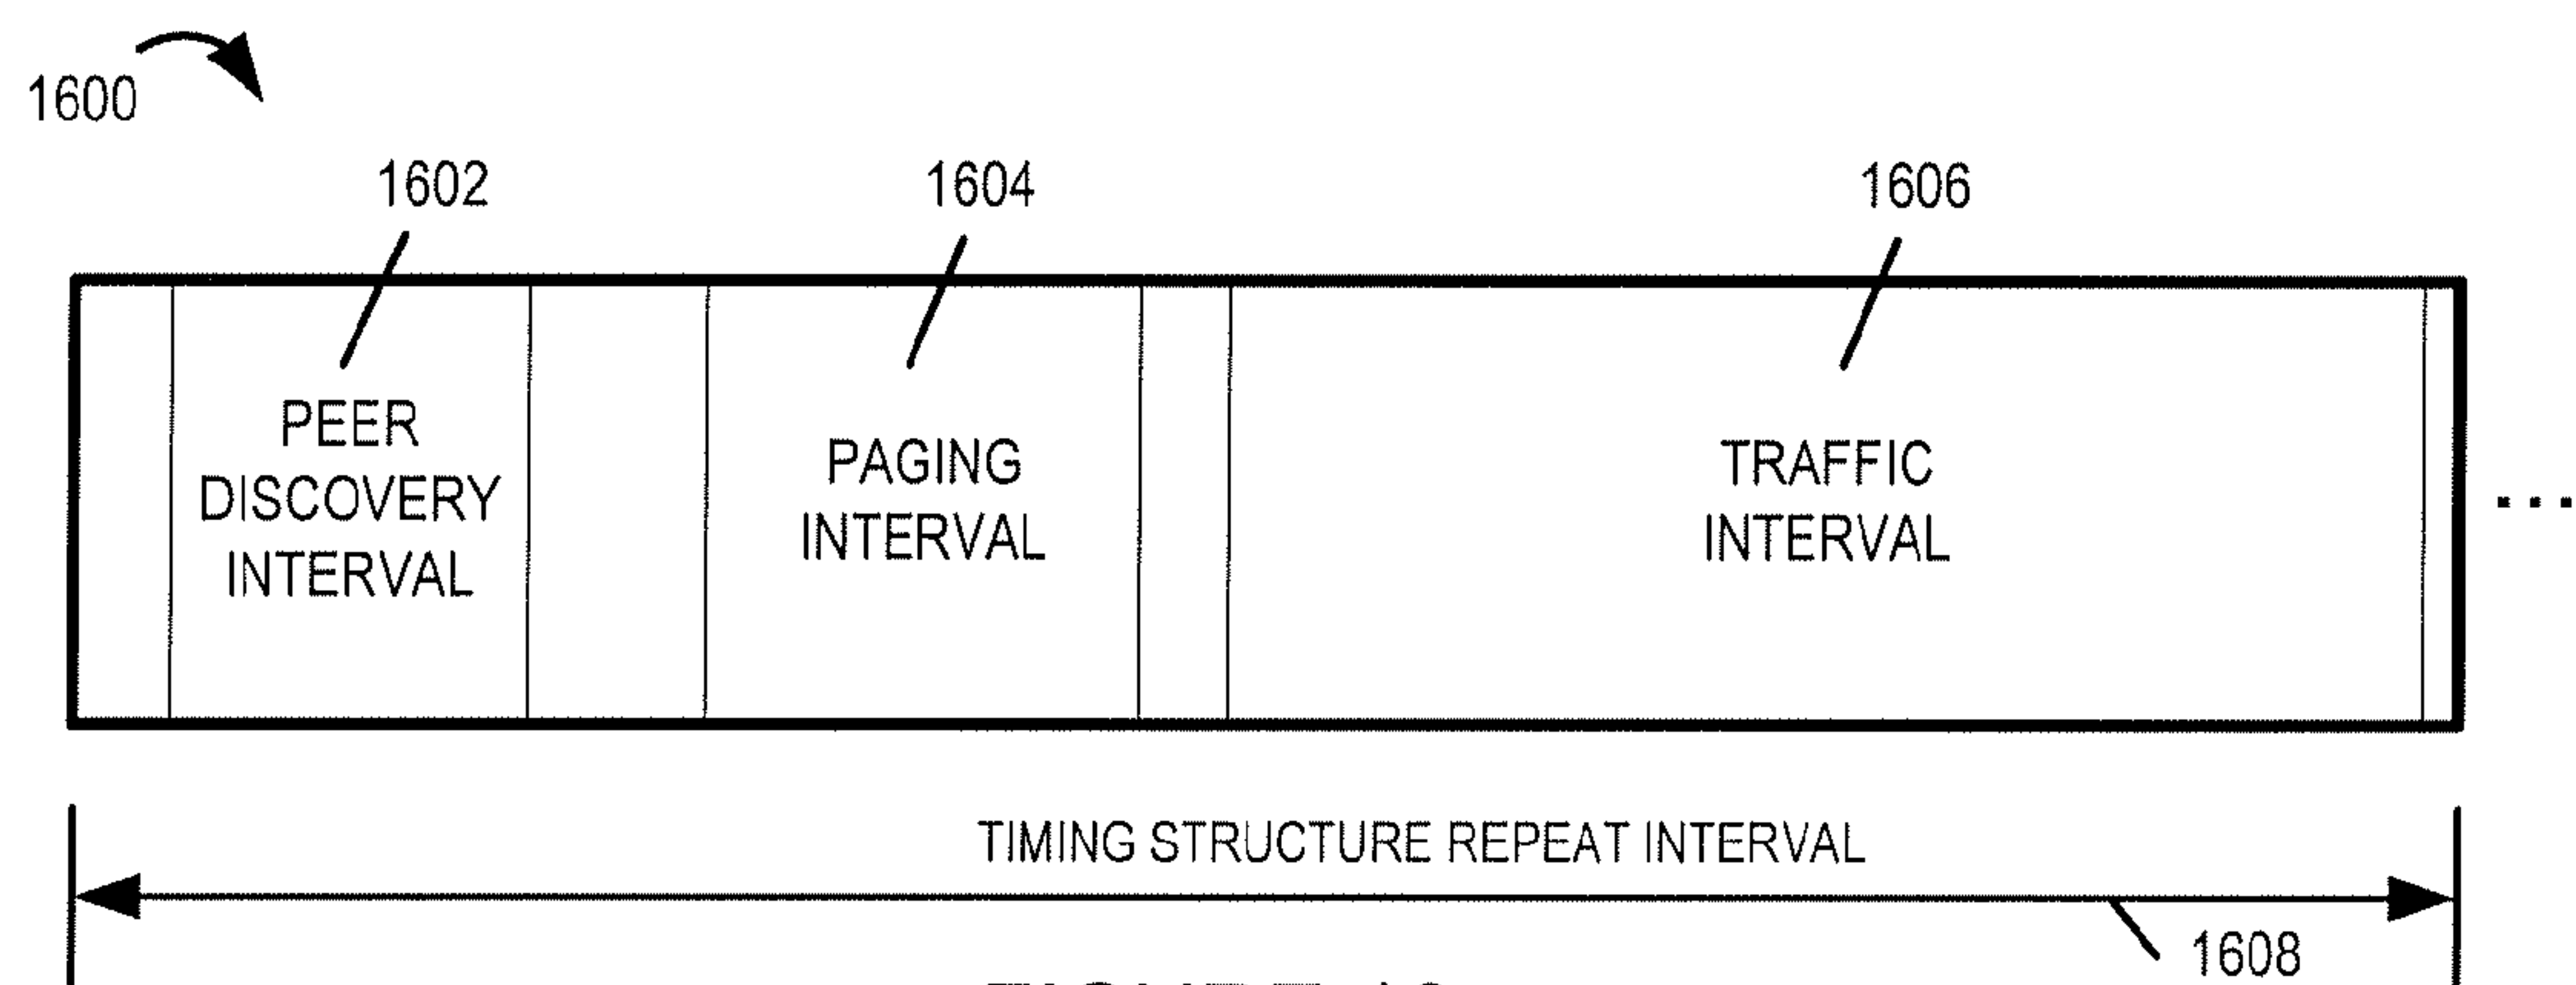 1600
1602
1604
1606
PEER
DISCOVERY
INTERVAL
PAGING
INTERVAL
TRAFFIC
INTERVAL
...
TIMING STRUCTURE REPEAT INTERVAL
1608